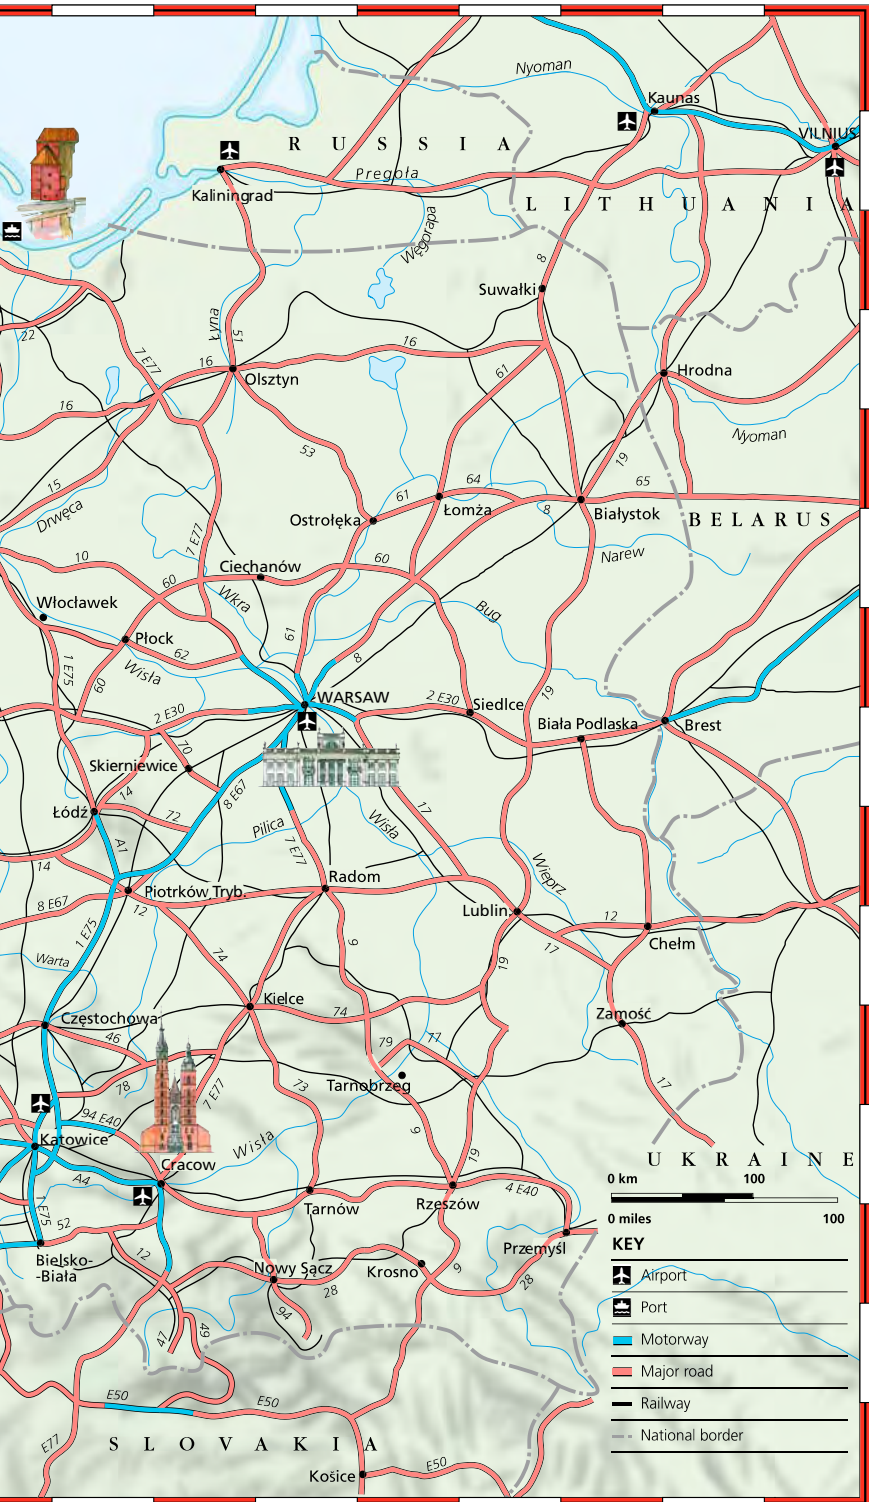 Nyoman
Kaunas
VILNIUS
R U S S I A
Pregoła
Kaliningrad
L I T H U A N I A
Węgorapa
8
Suwałki
22
Łyna
51
7 E77
16
16
Olsztyn
61
Hrodna
16
Nyoman
53
19
15
Drwęca
64
65
61
Łomża
8
Ostrołęka
Białystok
B E L A R U S
7 E77
Narew
10
Ciechanów
60
60
Wkra
Włocławek
Bug
61
Płock
62
8
1 E75
60
Wisła
19
WARSAW
2 E30
Siedlce
2 E30
Biała Podlaska
Brest
70
Skierniewice
14
8 E67
17
Łódź
72
Pilica
Wisła
A1
7 E77
14
Wieprz
Radom
Piotrków Tryb.
8 E67
12
Lublin
12
1 E75
9
17
Chełm
74
Warta
19
Kielce
Częstochowa
74
Zamość
46
79
77
78
Tarnobrzeg
7 E77
73
17
94 E40
9
Katowice
Wisła
19
Cracow
U K R A I N E
A4
0 km
100
4 E40
1 E75
Tarnów
Rzeszów
0 miles
100
52
12
Przemyśl
KEY
Bielsko-
-Biała
Nowy Sącz
Krosno
9
28
28
Airport
94
Port
47
49
Motorway
Major road
E50
E50
Railway
National border
E77
S L O V A K I A
Košice
E50